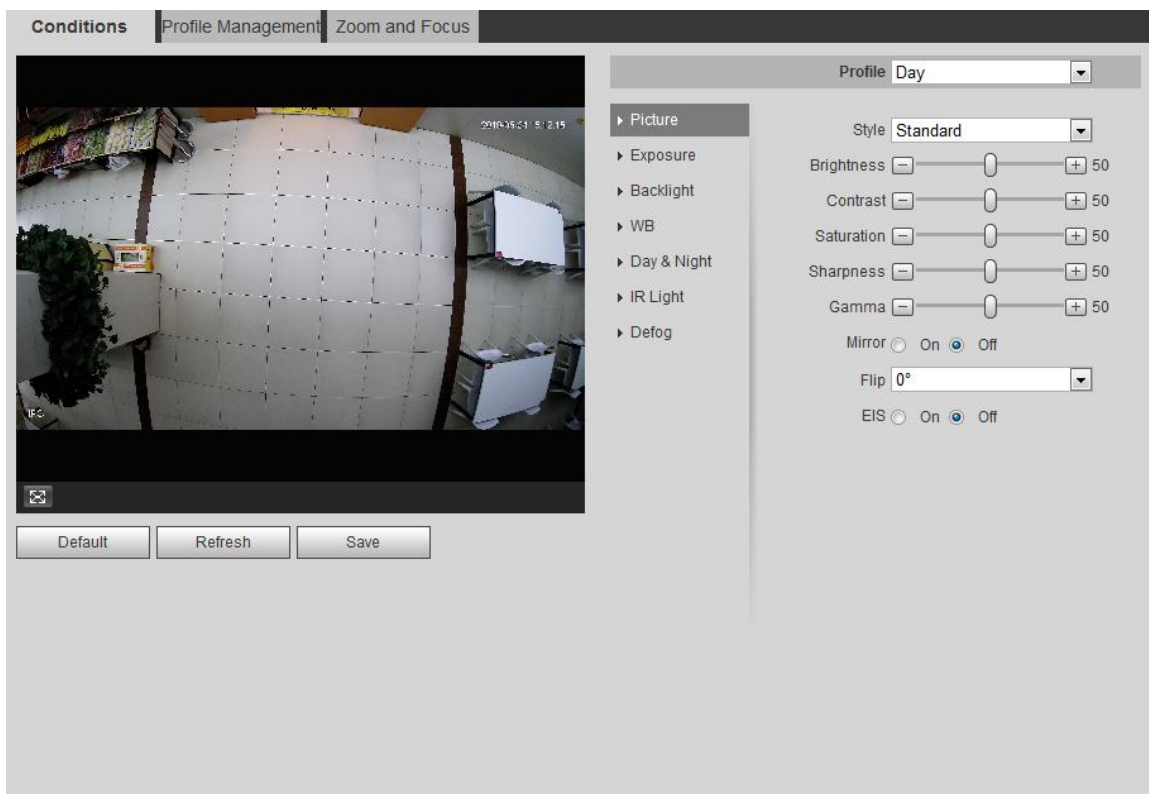 Conditions
Profile Management
Zoom and Focus
Profile Day
Picture
Exposure
Backlight
WB
Day & Night
IR Light
Defog
Style Standard
Brightness 50
Contrast 50
Saturation 50
Sharpness 50
Gamma 50
Mirror On Off
Flip 0°
EIS On Off
Default
Refresh
Save